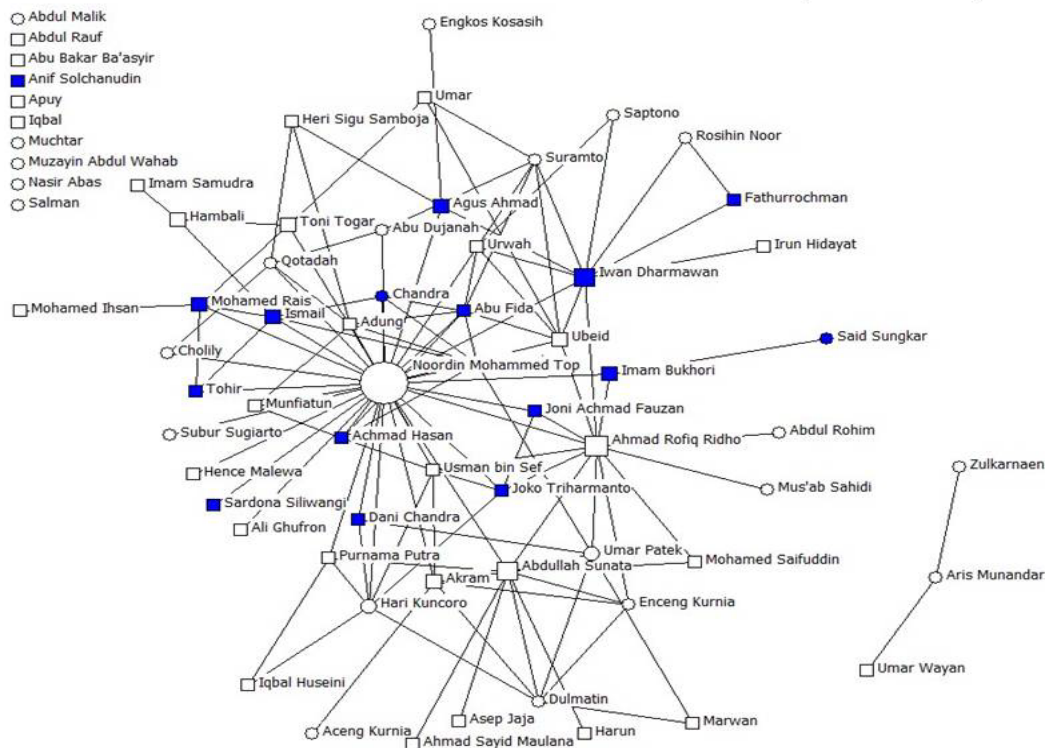 Abdul Malik
Abdul Rauf
Abu Bakar Ba'asyir
Anif Solchanudin
Apuy
Iqbal
Muchtar
Muzayin Abdul Wahab
Nasir Abas
Salman
Engkos Kosasih
Umar
Heri Sigu Samboja
Saptono
Rosihin Noor
Suramto
Imam Samudra
Hambali
Toni Togar
Agus Ahmad
Fathurrochman
Abu Dujanah
Urwah
Irun Hidayat
Qotadah
Iwan Dharmawan
Chandra
Mohamed Ihsan
Mohamed Rais
Ismail
Adung
Abu Fida
Ubeid
Said Sungkar
Cholily
Noordin Mohammed Top
Imam Bukhori
Tohir
Munfiatun
Joni Achmad Fauzan
Subur Sugiarto
Achmad Hasan
Ahmad Rofiq Ridho
Abdul Rohim
Hence Malewa
Usman bin Sef
Joko Triharmanto
Mus'ab Sahidi
Zulkarnaen
Sardona Siliwangi
Dani Chandra
Ali Ghufron
Purnama Putra
Umar Patek
Abdullah Sunata
Mohamed Saifuddin
Akram
Aris Munandar
Hari Kuncoro
Enceng Kurnia
Umar Wayan
Iqbal Huseini
Dulmatin
Aceng Kurnia
Asep Jaja
Marwan
Ahmad Sayid Maulana
Harun